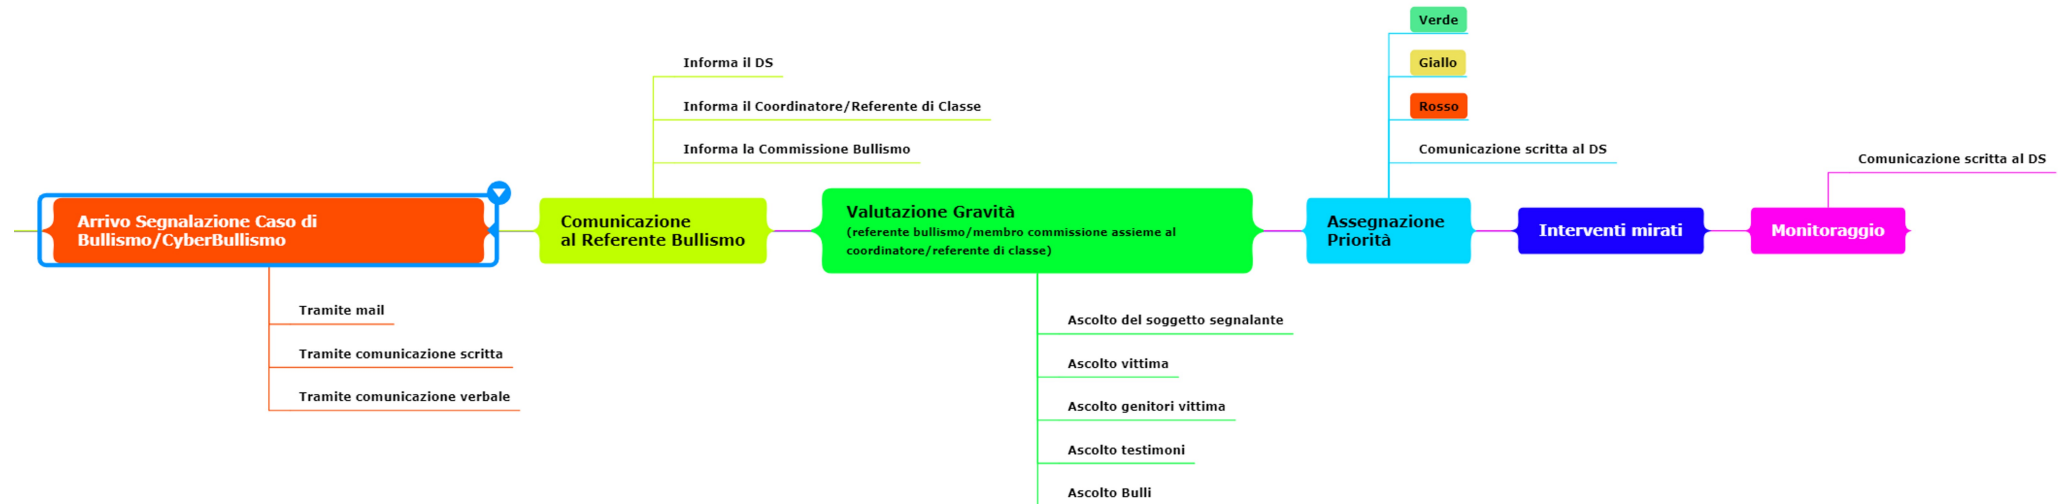 Arrivo Segnalazione Caso di
Bullismo/CyberBullismo
Tramite mail
Tramite comunicazione scritta
Tramite comunicazione verbale
Informa il DS
Informa il Coordinatore/Referente di Classe
Informa la Commissione Bullismo
Comunicazione
al Referente Bullismo
Valutazione Gravità
(referente bullismo/membro commissione assieme al
coordinatore/referente di classe)
Ascolto del soggetto segnalante
Ascolto vittima
Ascolto genitori vittima
Ascolto testimoni
Ascolto Bulli
Verde
Giallo
Rosso
Comunicazione scritta al DS
Assegnazione
Priorità
Interventi mirati
Comunicazione scritta al DS
Monitoraggio